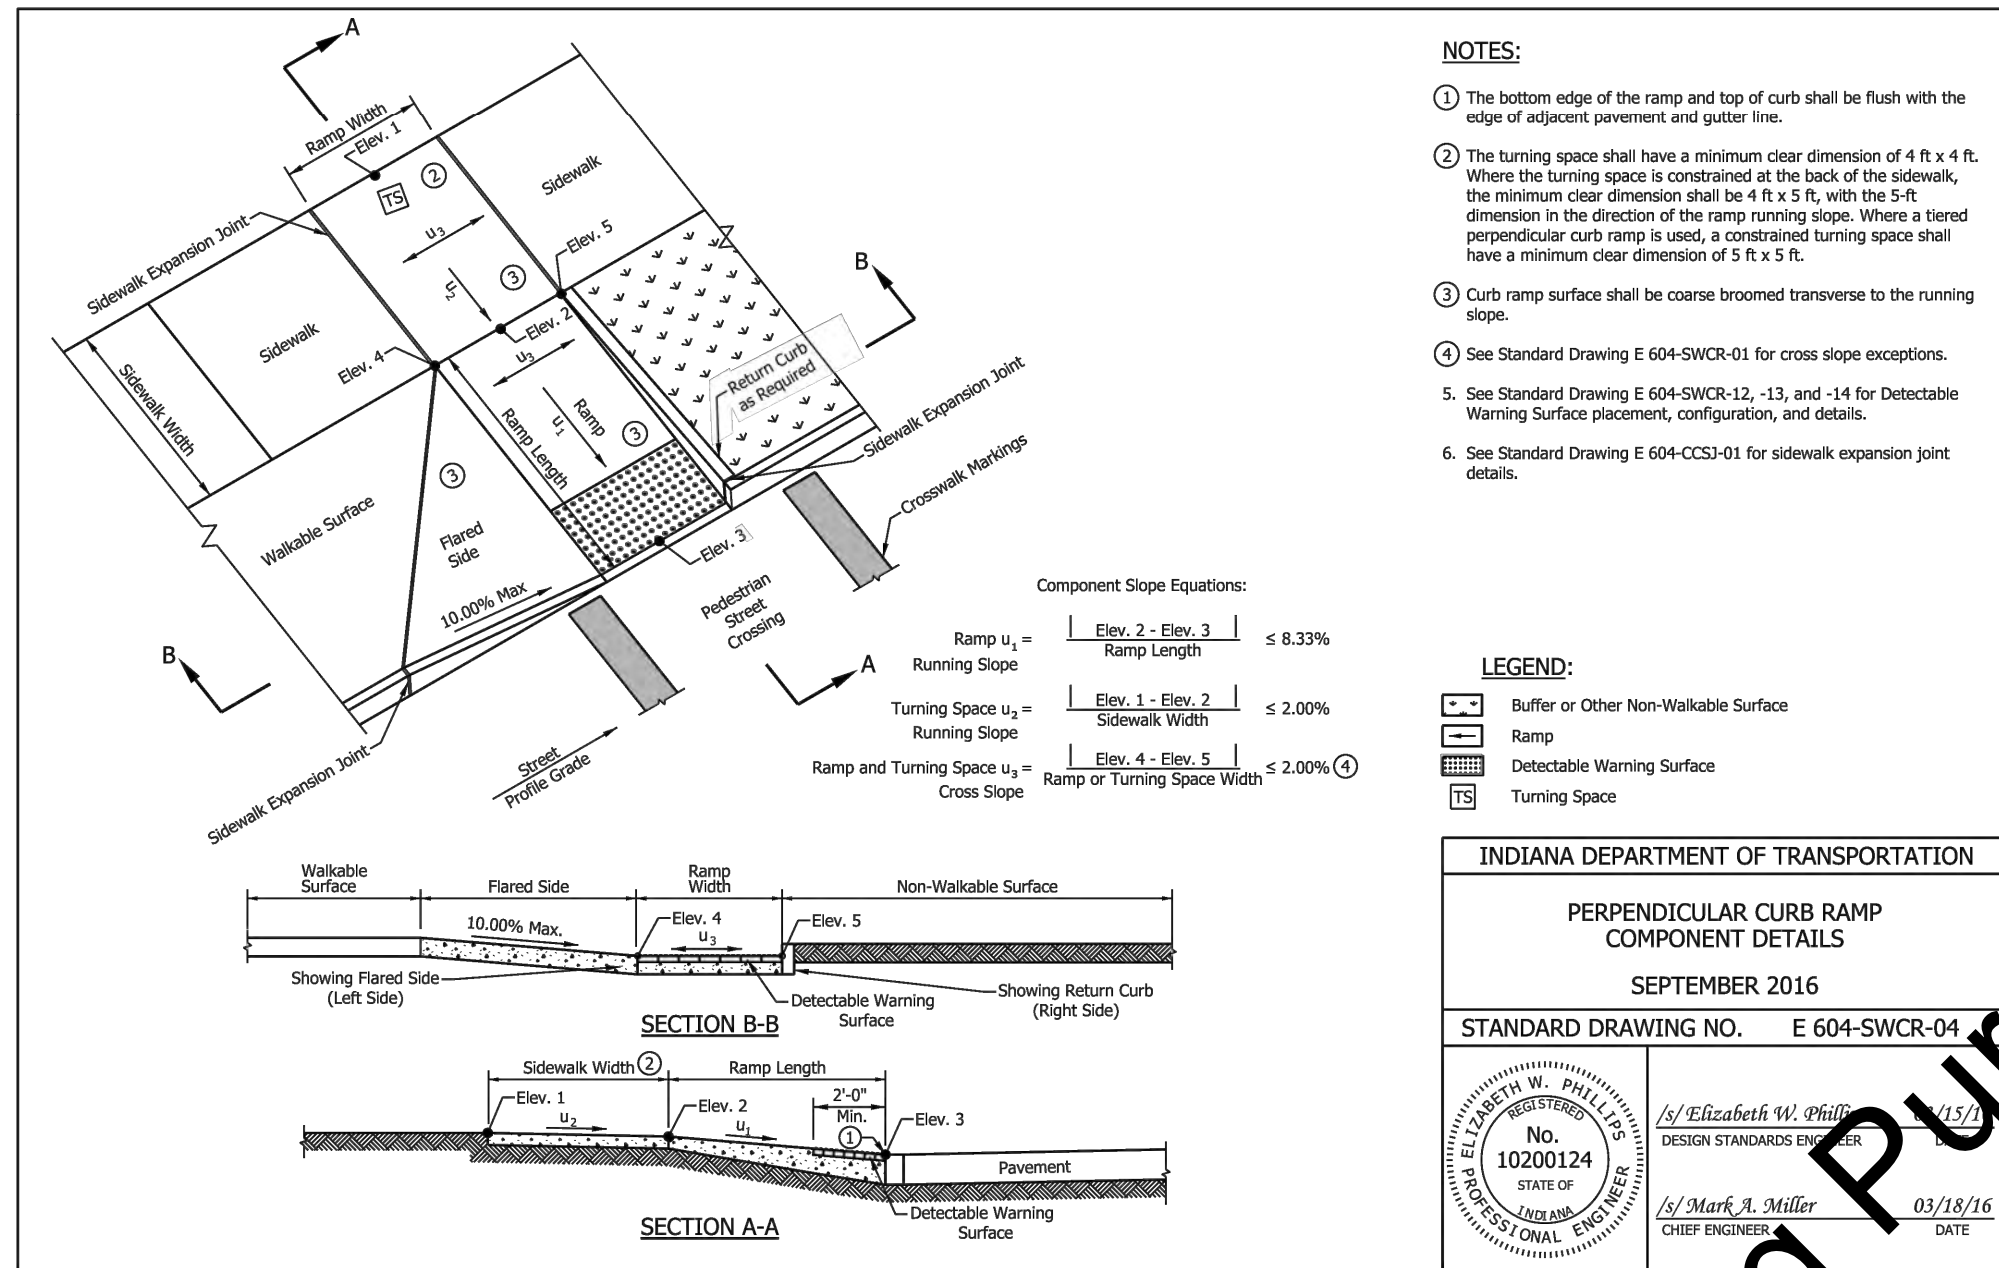 A
Ramp Width
Elev. 1
TS
2
Sidewalk
Sidewalk Expansion Joint
u3
Elev. 5
3
u2
B
Elev. 2
Sidewalk
u3
Elev. 4
Return Curb
as Required
Sidewalk Width
Ramp
u1
Ramp Length
3
Sidewalk Expansion Joint
3
Crosswalk Markings
Walkable Surface
Flared
Side
Elev. 3
10.00% Max
Pedestrian
Street
Crossing
B
A
Sidewalk Expansion Joint
Street
Profile Grade
Component Slope Equations:
Ramp u1 = | Elev. 2 - Elev. 3 | ≤ 8.33%
Running Slope Ramp Length
Turning Space u2 = | Elev. 1 - Elev. 2 | ≤ 2.00%
Running Slope Sidewalk Width
Ramp and Turning Space u3 = | Elev. 4 - Elev. 5 | ≤ 2.00% 4
Cross Slope Ramp or Turning Space Width
Walkable
Surface
Flared Side
Ramp
Width
Non-Walkable Surface
10.00% Max.
Elev. 4
u3
Elev. 5
Showing Flared Side
(Left Side)
Detectable Warning
Surface
Showing Return Curb
(Right Side)
SECTION B-B
Sidewalk Width 2
Ramp Length
Elev. 1
u2
Elev. 2
u1
2'-0"
Min.
1
Elev. 3
Pavement
Detectable Warning
Surface
SECTION A-A
NOTES:
1 The bottom edge of the ramp and top of curb shall be flush with the
edge of adjacent pavement and gutter line.
2 The turning space shall have a minimum clear dimension of 4 ft x 4 ft.
Where the turning space is constrained at the back of the sidewalk,
the minimum clear dimension shall be 4 ft x 5 ft, with the 5-ft
dimension in the direction of the ramp running slope. Where a tiered
perpendicular curb ramp is used, a constrained turning space shall
have a minimum clear dimension of 5 ft x 5 ft.
3 Curb ramp surface shall be coarse broomed transverse to the running
slope.
4 See Standard Drawing E 604-SWCR-01 for cross slope exceptions.
5. See Standard Drawing E 604-SWCR-12, -13, and -14 for Detectable
Warning Surface placement, configuration, and details.
6. See Standard Drawing E 604-CCSJ-01 for sidewalk expansion joint
details.
LEGEND:
Buffer or Other Non-Walkable Surface
Ramp
Detectable Warning Surface
TS Turning Space
INDIANA DEPARTMENT OF TRANSPORTATION
PERPENDICULAR CURB RAMP
COMPONENT DETAILS
SEPTEMBER 2016
STANDARD DRAWING NO. E 604-SWCR-04
ELIZABETH W. PHILLIPS
REGISTERED
No.
10200124
STATE OF
INDIANA
PROFESSIONAL ENGINEER
/s/ Elizabeth W.
DESIGN STANDARDS ENGINEER
/s/ Mark A. Miller 03/18/16
CHIEF ENGINEER DATE